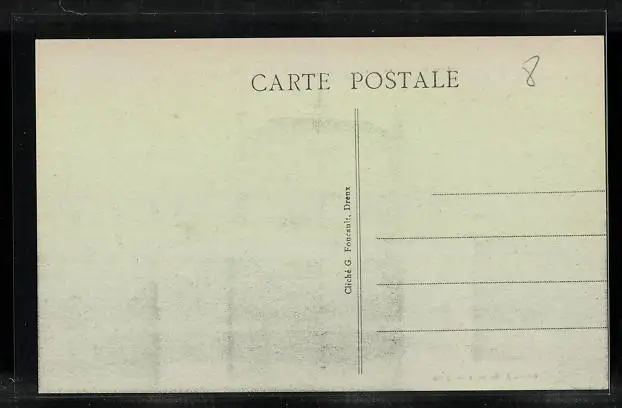 CARTE POSTALE
8
Cliché G. Foucault, Dreux